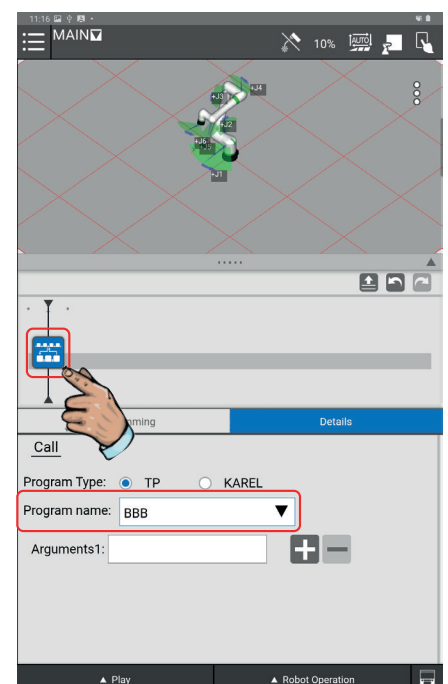 11:16
MAIN
10% AUTO
+J4
+J3
+J2
+J6
+J5
+J1
mming Details
Call
Program Type: TP KAREL
Program name: BBB
Arguments1:
▲ Play ▲ Robot Operation